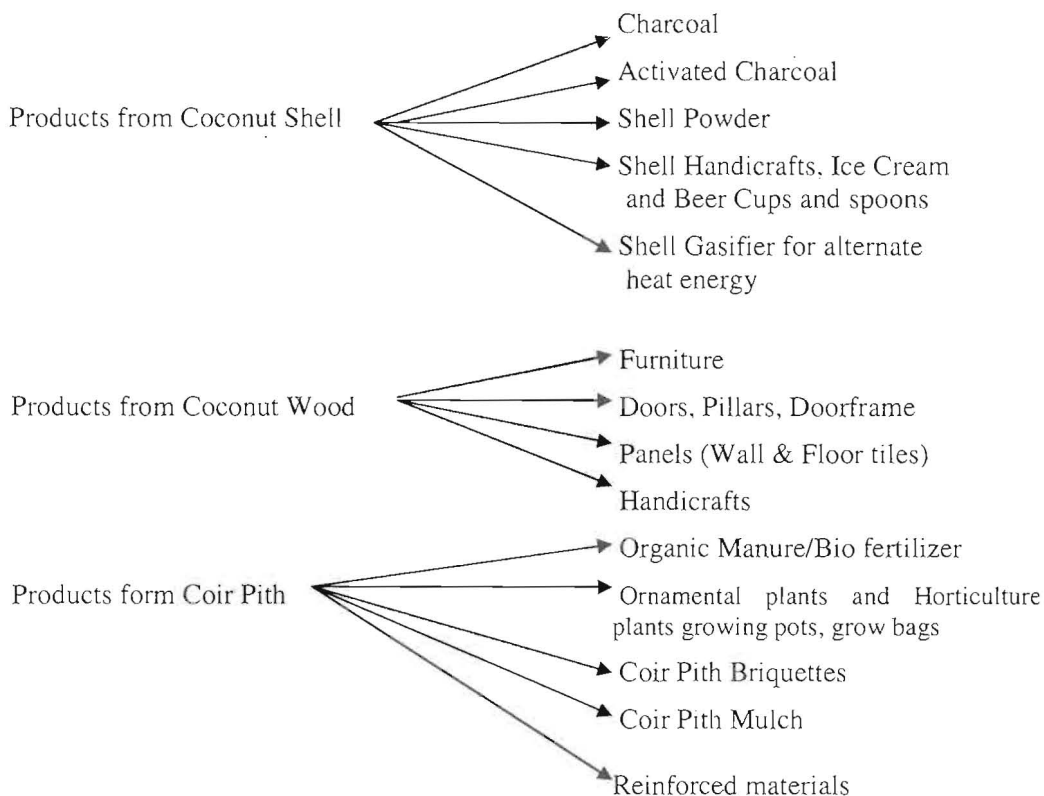 Charcoal
Activated Charcoal
Products from Coconut Shell
Shell Powder
Shell Handicrafts, Ice Cream
and Beer Cups and spoons
Shell Gasifier for alternate
heat energy
Furniture
Products from Coconut Wood
Doors, Pillars, Doorframe
Panels (Wall & Floor tiles)
Handicrafts
Organic Manure/Bio fertilizer
Products form Coir Pith
Ornamental plants and Horticulture
plants growing pots, grow bags
Coir Pith Briquettes
Coir Pith Mulch
Reinforced materials